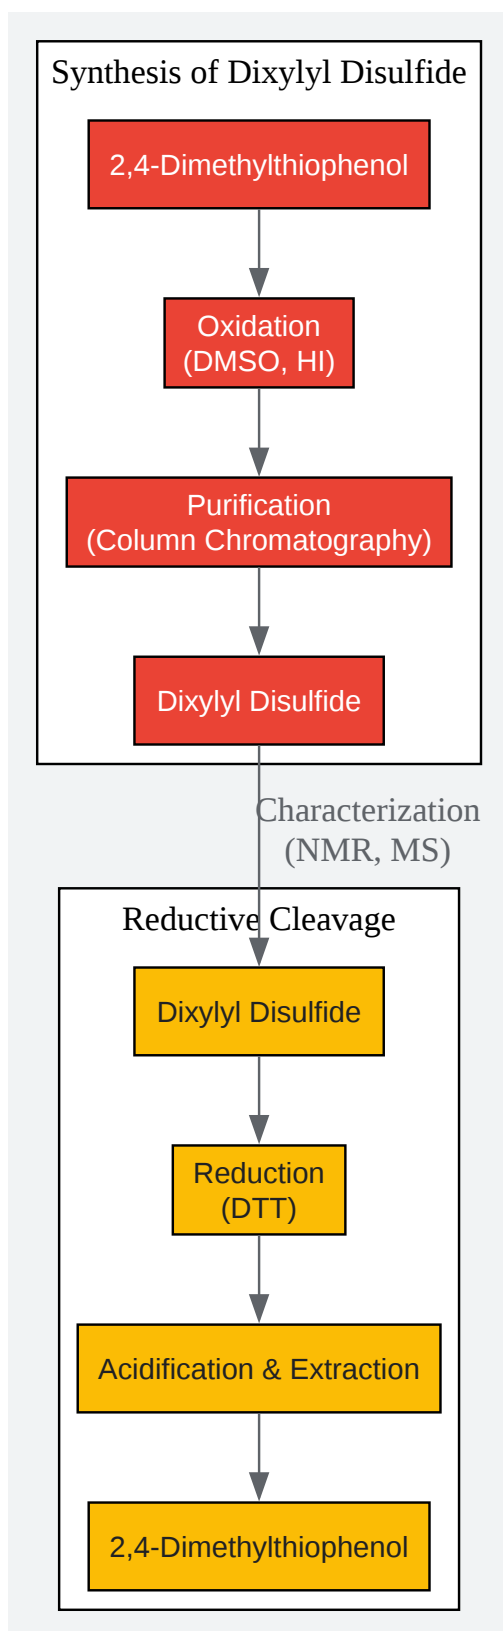 Synthesis of Dixylyl Disulfide
2,4-Dimethylthiophenol
Oxidation
(DMSO, HI)
Purification
(Column Chromatography)
Dixylyl Disulfide
Characterization
(NMR, MS)
Reductive Cleavage
Dixylyl Disulfide
Reduction
(DTT)
Acidification & Extraction
2,4-Dimethylthiophenol